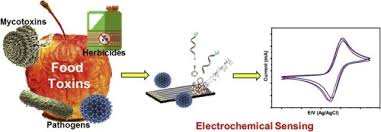 Mycotoxins
Herbicides
Food
Toxins
Pathogens
Current (mA)
E/V (Ag/AgCl)
Electrochemical Sensing